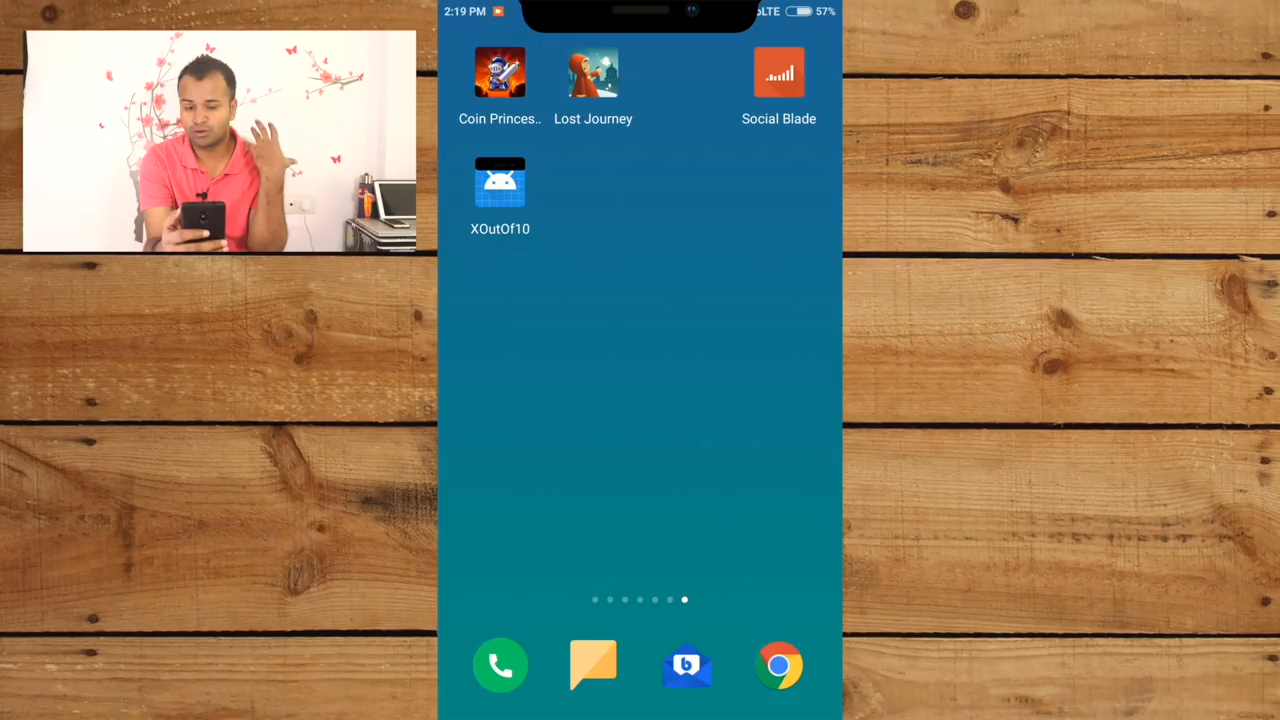 2:19 PM
LTE 57%
Coin Princes..
Lost Journey
Social Blade
XOutOf10